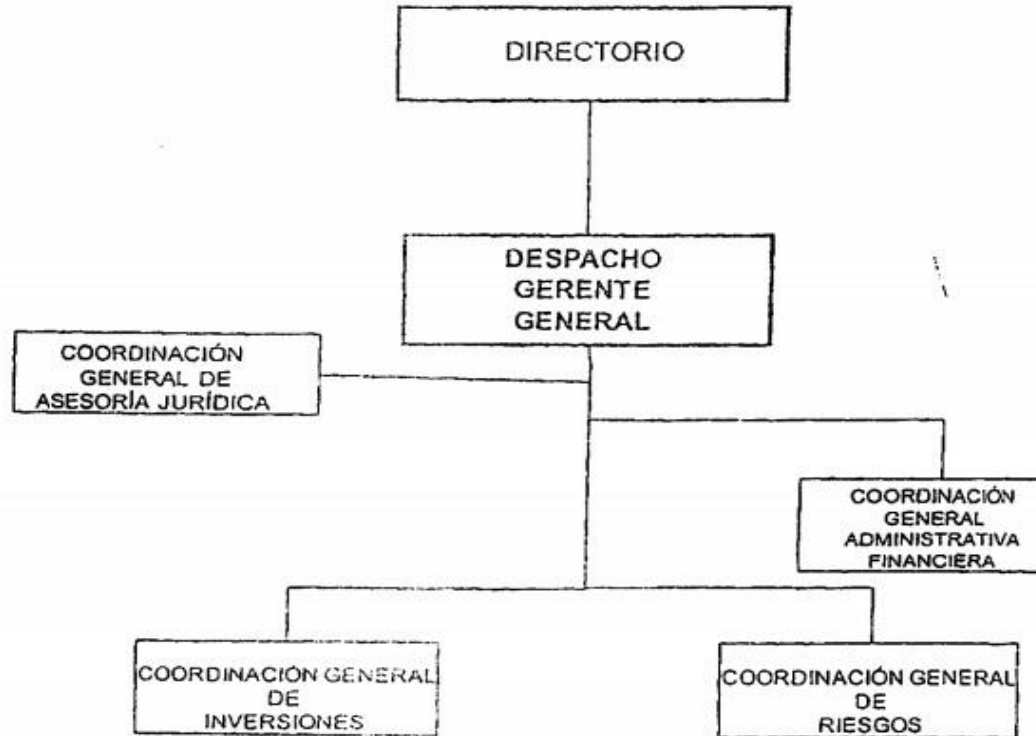 DIRECTORIO
DESPACHO
GERENTE
GENERAL
COORDINACIÓN
GENERAL DE
ASESORÍA JURÍDICA
COORDINACIÓN
GENERAL
ADMINISTRATIVA
FINANCIERA
COORDINACIÓN GENERAL
DE
INVERSIONES
COORDINACIÓN GENERAL
DE
RIESGOS